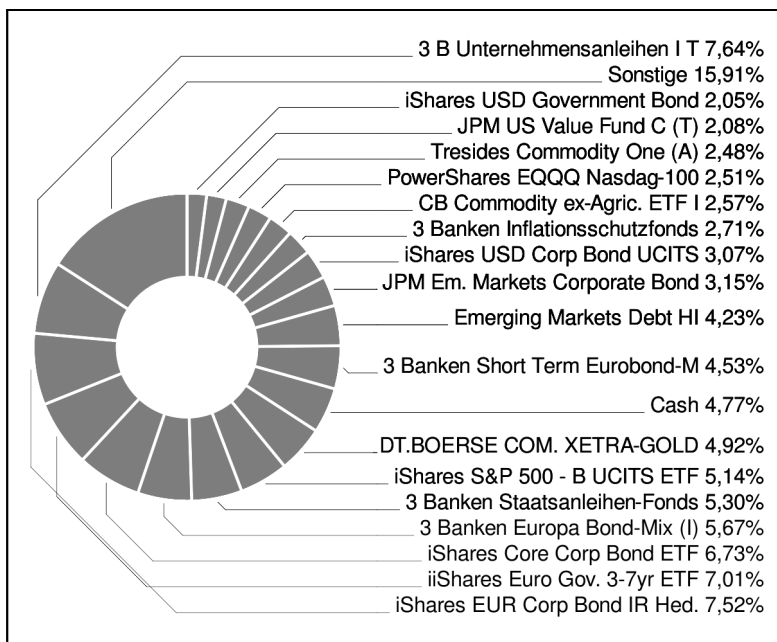 3 B Unternehmensanleihen I T 7,64%
Sonstige 15,91%
iShares USD Government Bond 2,05%
JPM US Value Fund C (T) 2,08%
Tresides Commodity One (A) 2,48%
PowerShares EQQQ Nasdag-100 2,51%
CB Commodity ex-Agric. ETF I 2,57%
3 Banken Inflationsschutzfonds 2,71%
iShares USD Corp Bond UCITS 3,07%
JPM Em. Markets Corporate Bond 3,15%
Emerging Markets Debt HI 4,23%
3 Banken Short Term Eurobond-M 4,53%
Cash 4,77%
DT.BOERSE COM. XETRA-GOLD 4,92%
iShares S&P 500 - B UCITS ETF 5,14%
3 Banken Staatsanleihen-Fonds 5,30%
3 Banken Europa Bond-Mix (I) 5,67%
iShares Core Corp Bond ETF 6,73%
iiShares Euro Gov. 3-7yr ETF 7,01%
iShares EUR Corp Bond IR Hed. 7,52%